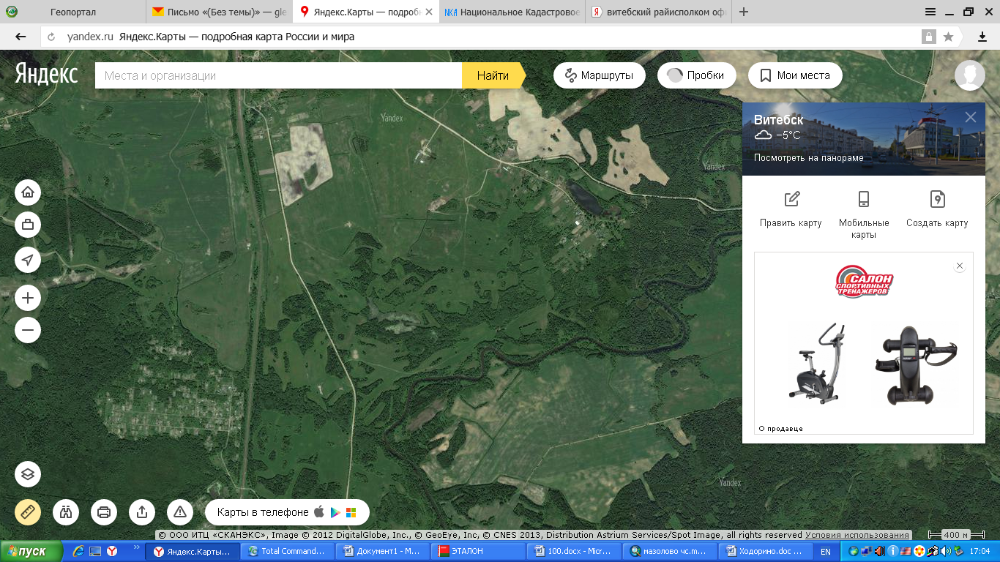 Геопортал
Письмо «(Без темы)» — gle
Яндекс.Карты — подробн
НКА Национальное Кадастровое
витебский райисполком оф
yandex.ru Яндекс.Карты — подробная карта России и мира
Яндекс
Места и организации
Найти
Маршруты
Пробки
Мои места
Yandex
Yandex
Витебск
−5°C
Посмотреть на панораме
Править карту
Мобильные
карты
Создать карту
САЛОН
СПОРТИВНЫХ
ТРЕНАЖЕРОВ
О продавце
Yandex
Карты в телефоне
© ООО ИТЦ «СКАНЭКС», Image © 2012 DigitalGlobe, Inc., © GeoEye, Inc, © CNES 2013, Distribution Astrium Services/Spot Image, all rights reserved Условия использования
400 м
пуск
Яндекс.Карты...
Total Command...
Документ1 - M...
ЭТАЛОН
100.docx - Micr...
мазолово чс.m...
Ходорино.doc ...
EN
17:04